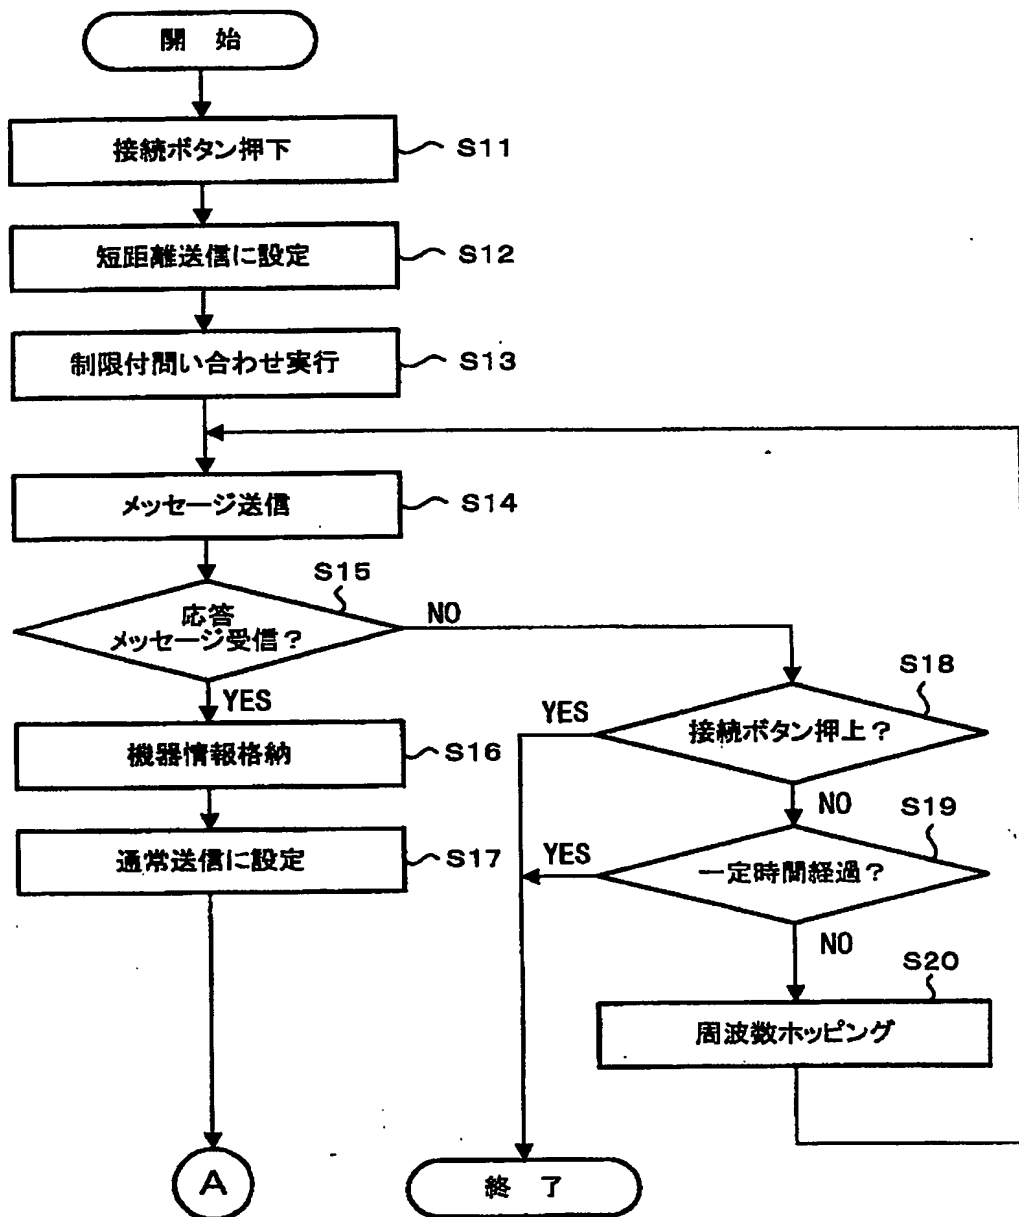 開 始
接続ボタン押下
S11
短距離送信に設定
S12
制限付問い合わせ実行
S13
メッセージ送信
S14
S15
応答
メッセージ受信?
NO
YES
機器情報格納
S16
通常送信に設定
S17
A
S18
接続ボタン押上?
YES
NO
S19
一定時間経過?
YES
NO
S20
周波数ホッピング
終 了